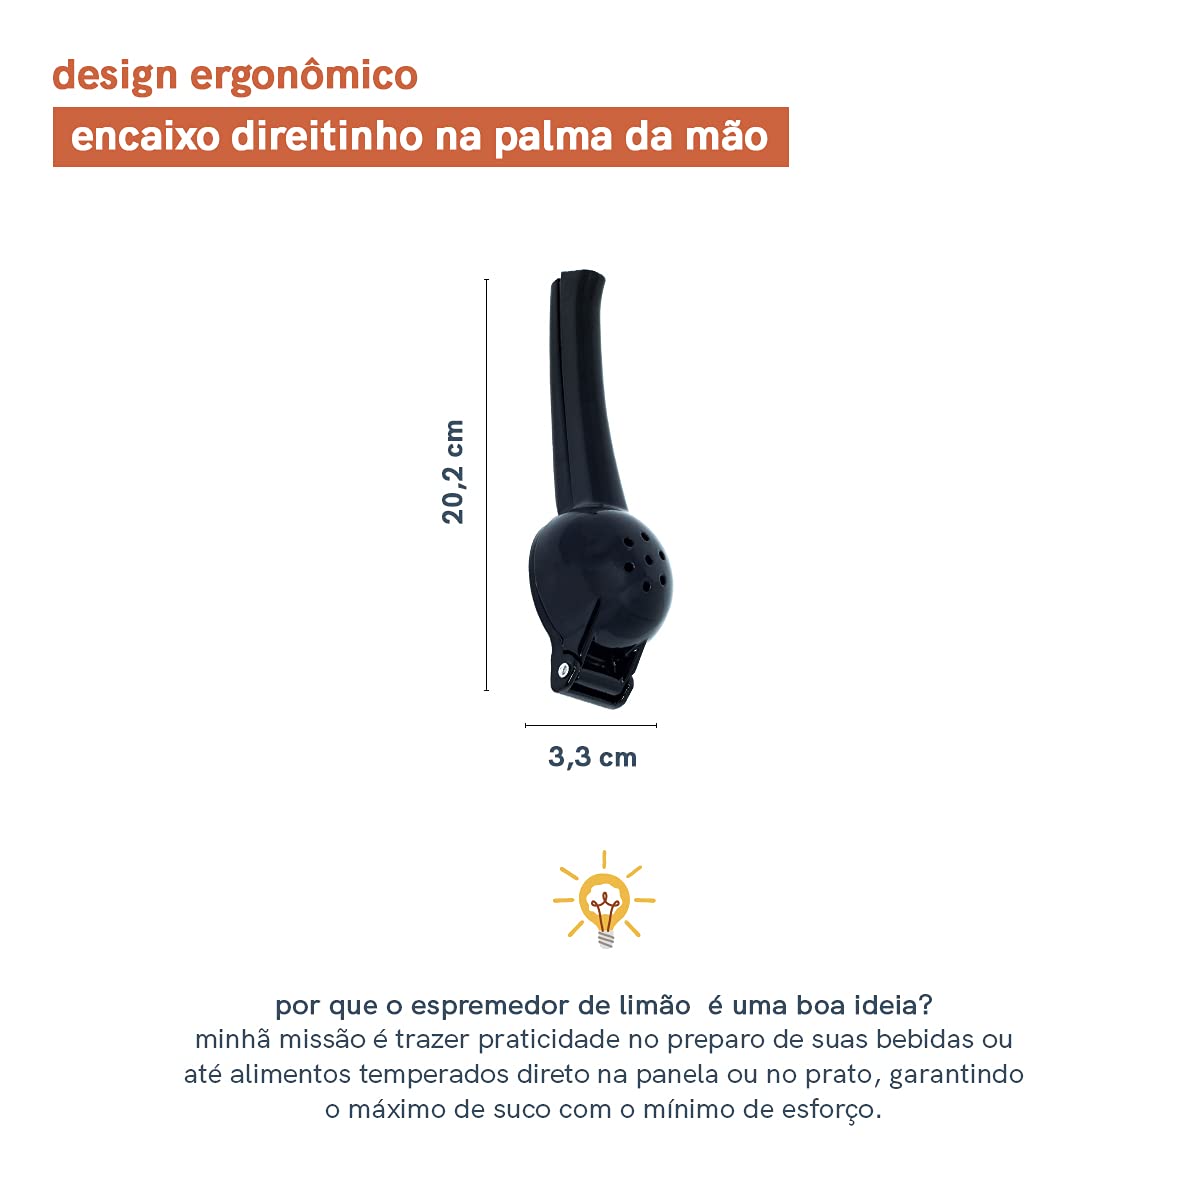 design ergonômico
encaixo direitinho na palma da mão
20,2 cm
3,3 cm
por que o espremedor de limão é uma boa ideia?
minhã missão é trazer praticidade no preparo de suas bebidas ou
até alimentos temperados direto na panela ou no prato, garantindo
o máximo de suco com o mínimo de esforço.